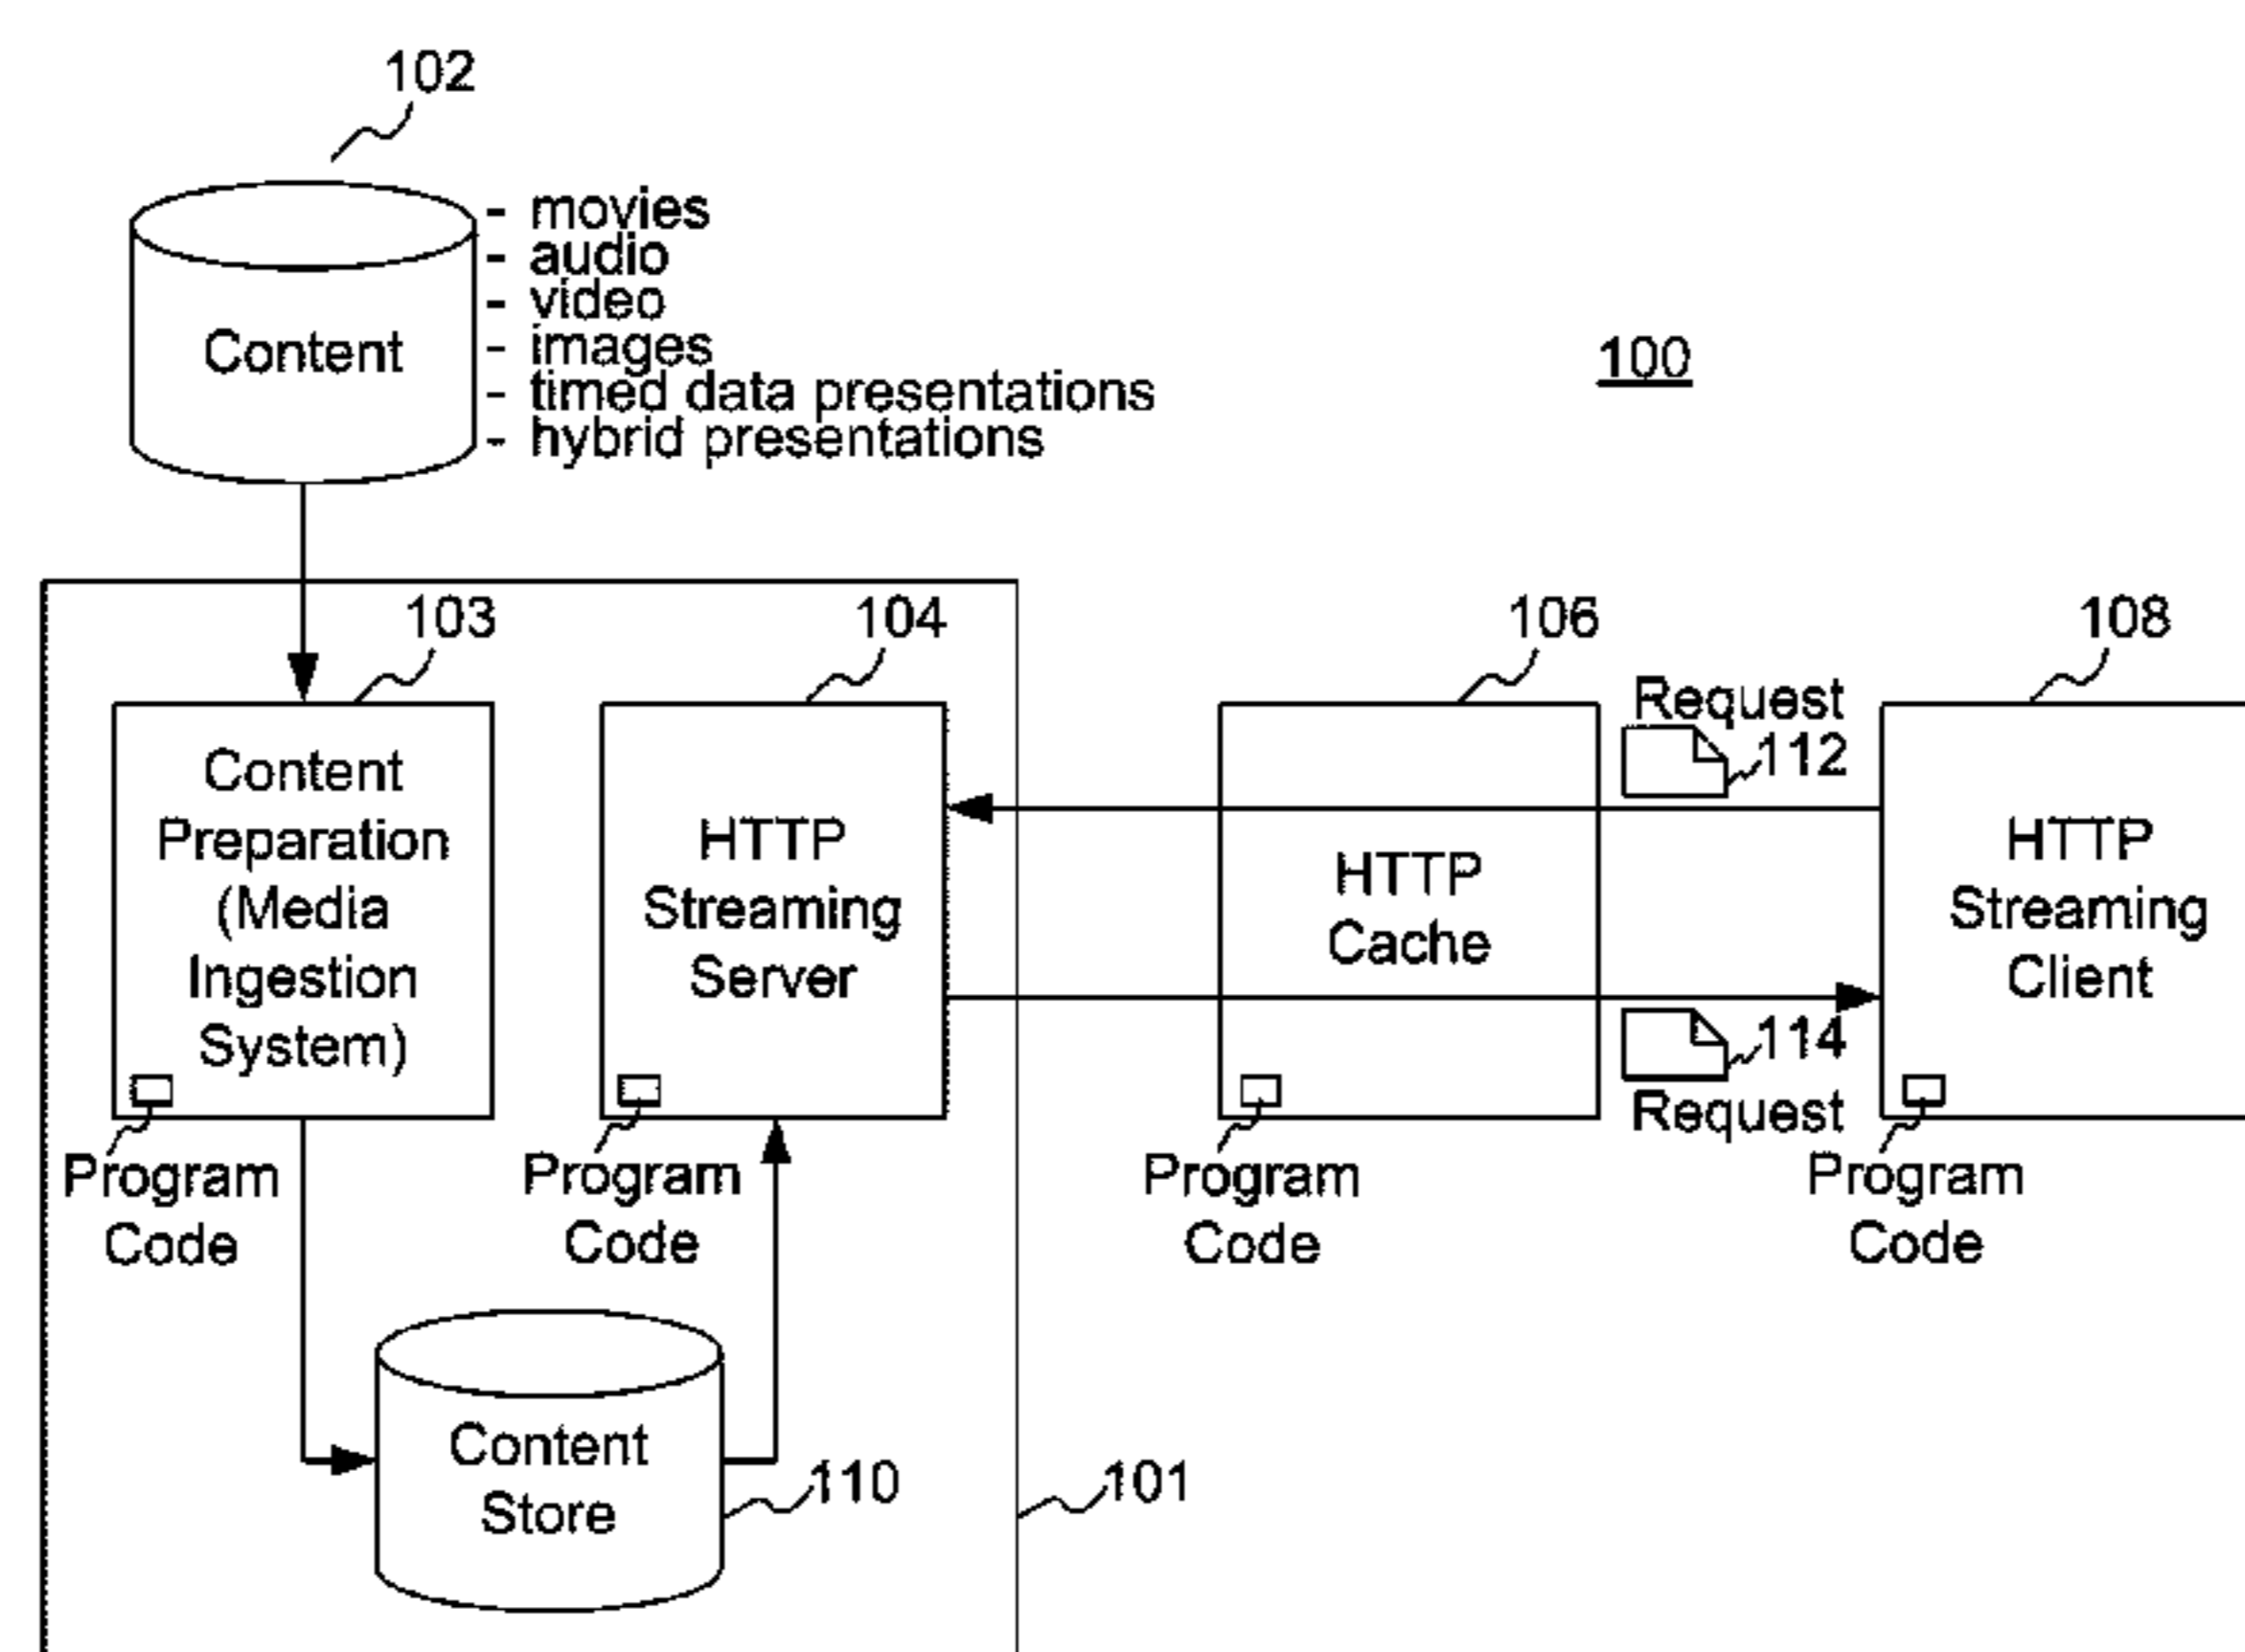 102
- movies
- audio
- video
- images
- timed data presentations
- hybrid presentations
Content
100
103
104
106
108
Content
Preparation
(Media
Ingestion
System)
HTTP
Streaming
Server
HTTP
Cache
Request
112
HTTP
Streaming
Client
114
Request
Program
Code
Program
Code
Program
Code
Program
Code
Content
Store
110
101